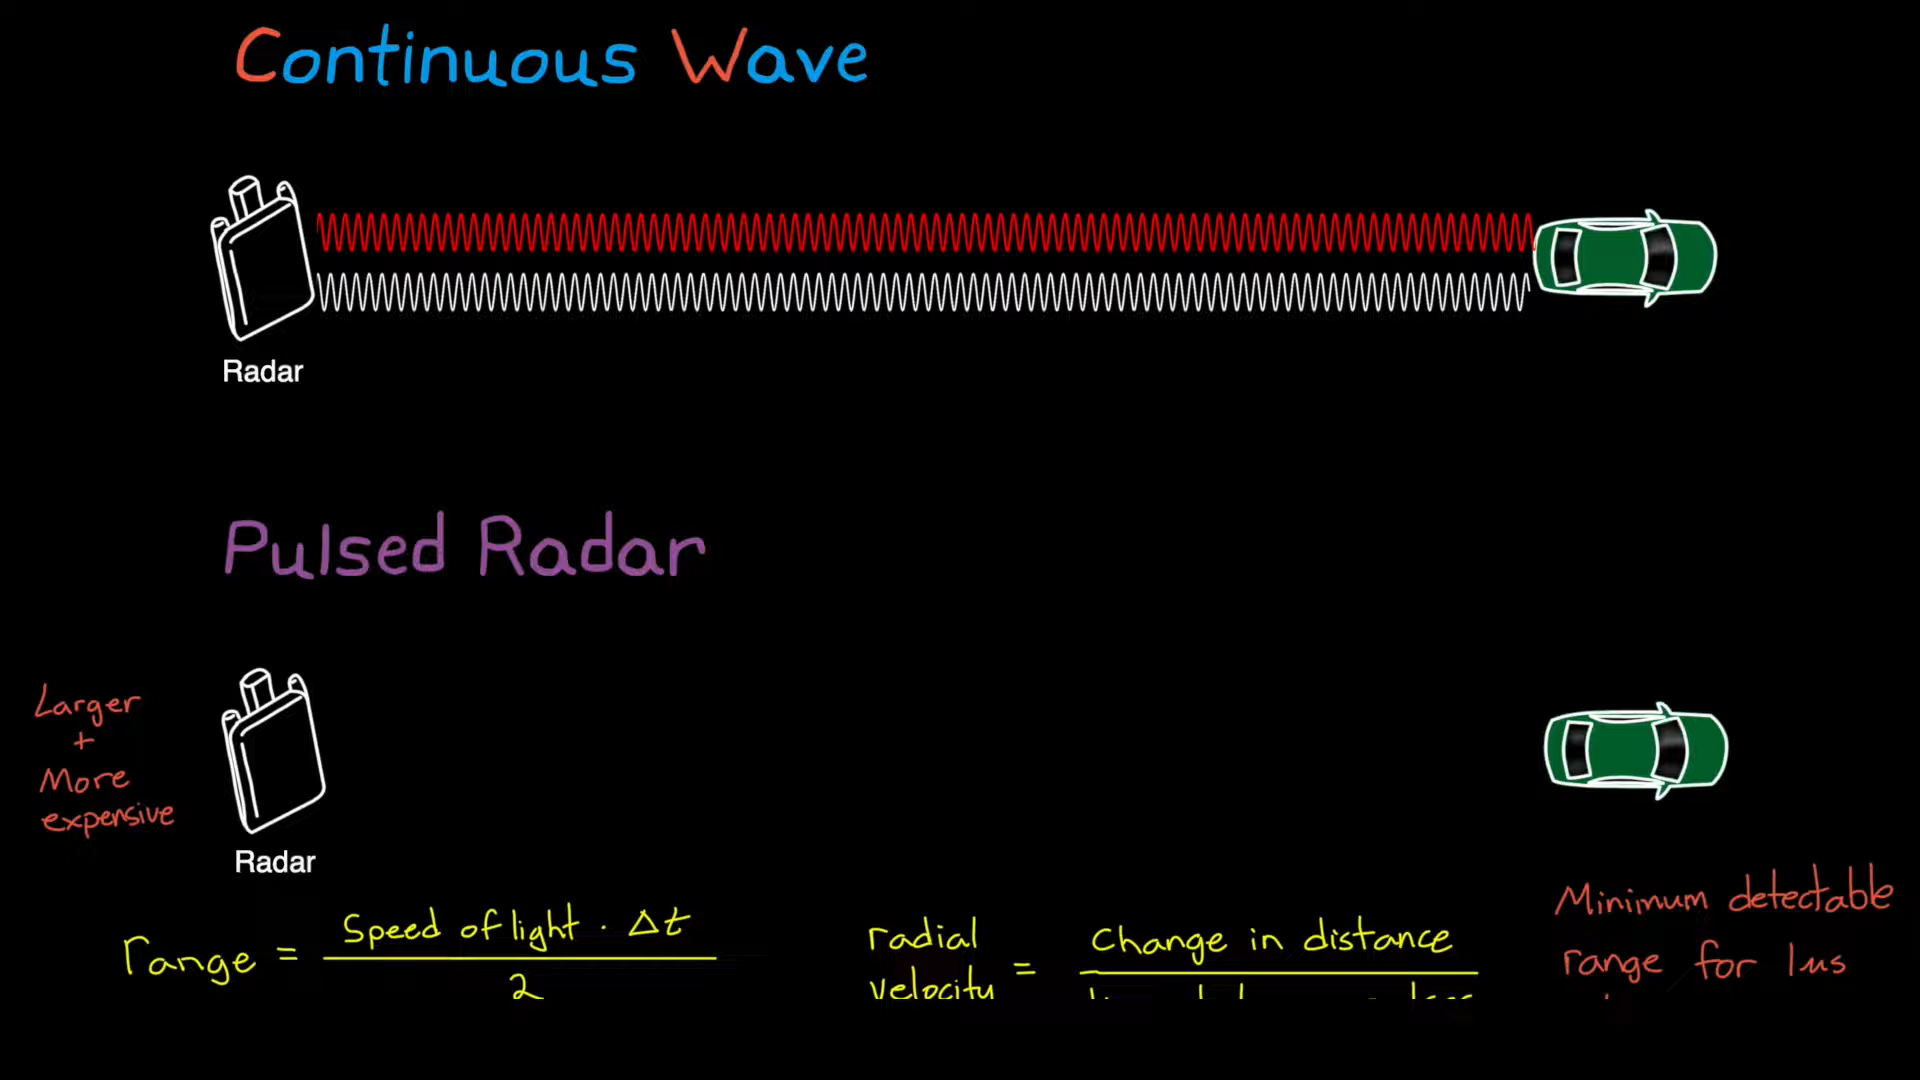 Continuous Wave
Radar
Pulsed Radar
Larger
+
More
expensive
Radar
range = Speed of light · Δt
2
radial
velocity = Change in distance
Minimum detectable
range for 1us